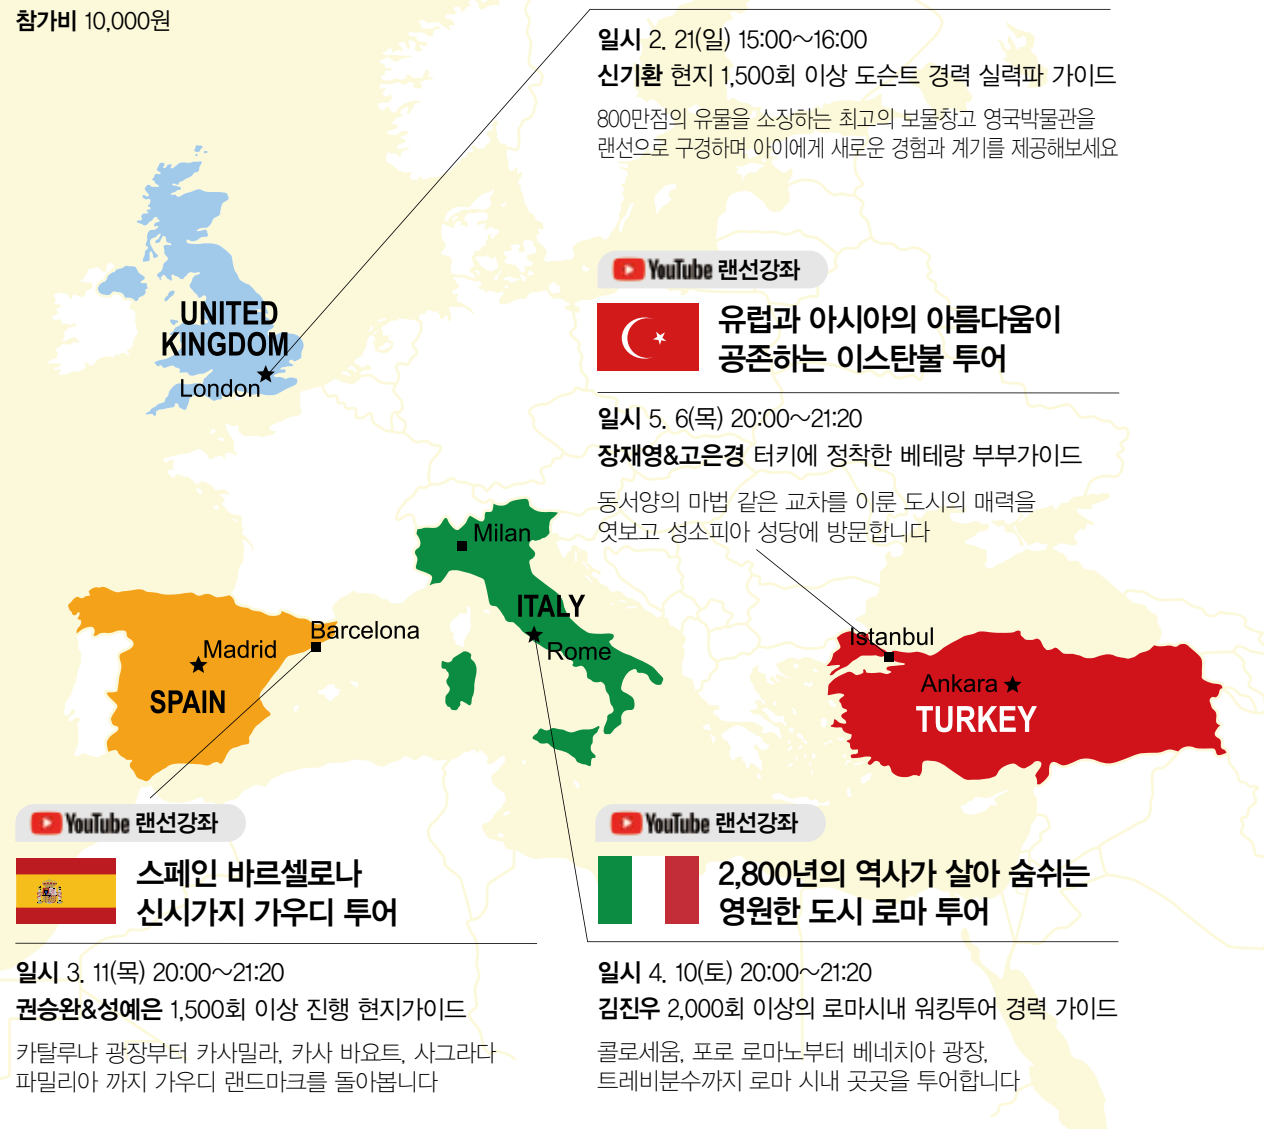 참가비 10,000원
일시 2. 21(일) 15:00~16:00
신기환 현지 1,500회 이상 도슨트 경력 실력파 가이드
800만점의 유물을 소장하는 최고의 보물창고 영국박물관을
랜선으로 구경하며 아이에게 새로운 경험과 계기를 제공해보세요
UNITED
KINGDOM
London
YouTube 랜선강좌
유럽과 아시아의 아름다움이
공존하는 이스탄불 투어
일시 5. 6(목) 20:00~21:20
장재영&고은경 터키에 정착한 베테랑 부부가이드
동서양의 마법 같은 교차를 이룬 도시의 매력을
엿보고 성소피아 성당에 방문합니다
Milan
ITALY
Rome
Barcelona
Madrid
SPAIN
Istanbul
Ankara
TURKEY
YouTube 랜선강좌
스페인 바르셀로나
신시가지 가우디 투어
일시 3. 11(목) 20:00~21:20
권승완&성예은 1,500회 이상 진행 현지가이드
카탈루냐 광장부터 카사밀라, 카사 바요트, 사그라다
파밀리아 까지 가우디 랜드마크를 돌아봅니다
YouTube 랜선강좌
2,800년의 역사가 살아 숨쉬는
영원한 도시 로마 투어
일시 4. 10(토) 20:00~21:20
김진우 2,000회 이상의 로마시내 워킹투어 경력 가이드
콜로세움, 포로 로마노부터 베네치아 광장,
트레비분수까지 로마 시내 곳곳을 투어합니다